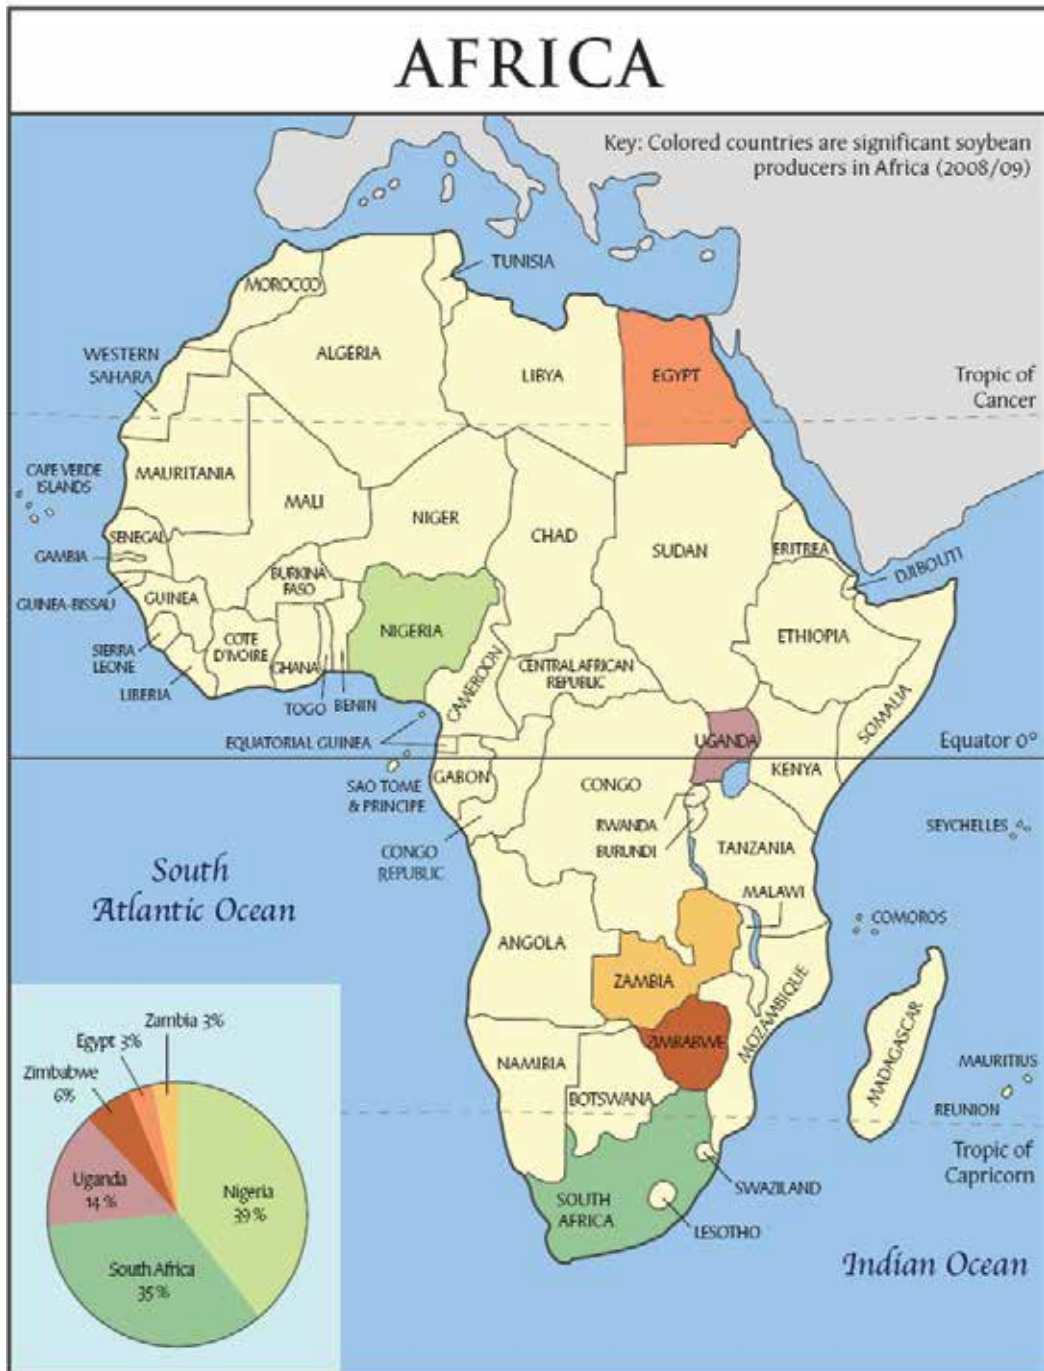 AFRICA
Key: Colored countries are significant soybean
producers in Africa (2008/09)
TUNISIA
MOROCCO
ALGERIA
LIBYA
EGYPT
WESTERN
SAHARA
Tropic of
Cancer
CAPE VERDE
ISLANDS
MAURITANIA
MALI
NIGER
CHAD
SUDAN
ERITREA
DJIBOUTI
SENEGAL
GAMBIA
GUINEA-BISSAU
GUINEA
BURKINA
FASO
NIGERIA
ETHIOPIA
SIERRA
LEONE
COTE
D'IVOIRE
GHANA
LIBERIA
TOGO
BENIN
CAMEROON
CENTRAL AFRICAN
REPUBLIC
SOMALIA
EQUATORIAL GUINEA
UGANDA
Equator 0°
GABON
CONGO
KENYA
SAO TOME
& PRINCIPE
RWANDA
BURUNDI
SEYCHELLES
CONGO
REPUBLIC
TANZANIA
South
Atlantic Ocean
MALAWI
COMOROS
ANGOLA
ZAMBIA
MOZAMBIQUE
MADAGASCAR
ZIMBABWE
NAMIBIA
BOTSWANA
MAURITIUS
REUNION
Tropic of
Capricorn
SWAZILAND
SOUTH
AFRICA
LESOTHO
Indian Ocean
Zambia 3%
Egypt 3%
Zimbabwe
6%
Uganda
14 %
Nigeria
39 %
South Africa
35 %